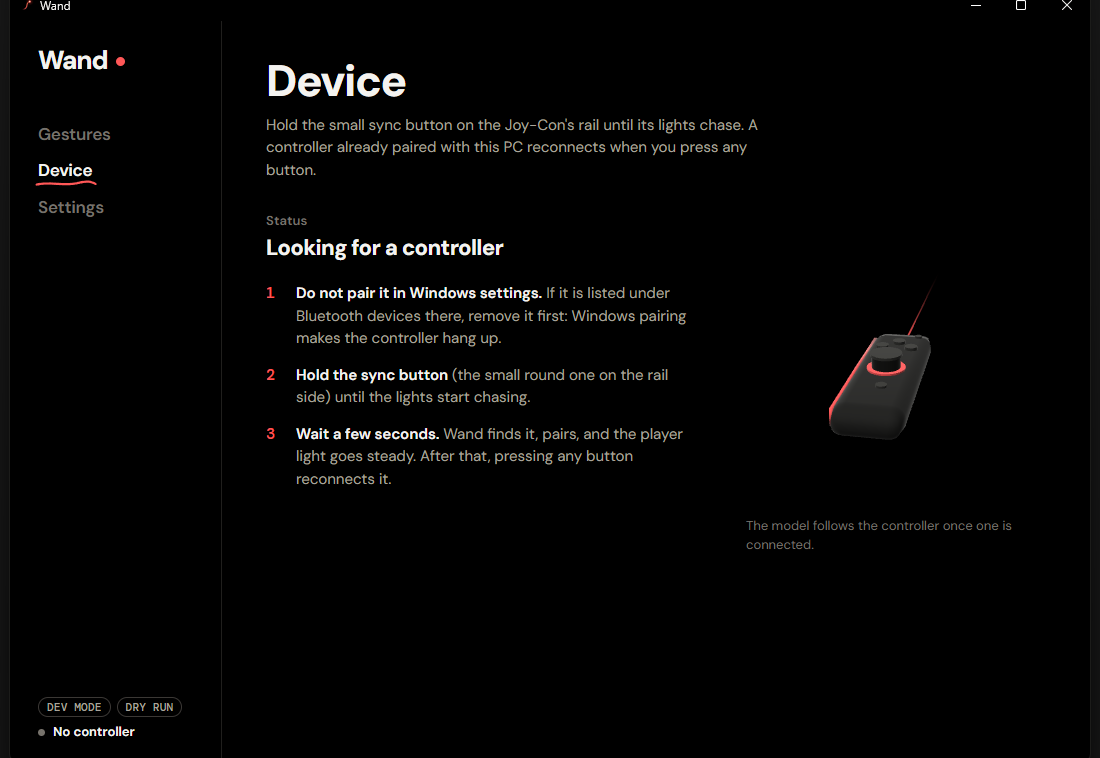 Wand
Wand
Gestures
Device
Settings
Device
Hold the small sync button on the Joy-Con's rail until its lights chase. A
controller already paired with this PC reconnects when you press any
button.
Status
Looking for a controller
1 Do not pair it in Windows settings. If it is listed under
Bluetooth devices there, remove it first: Windows pairing
makes the controller hang up.
2 Hold the sync button (the small round one on the rail
side) until the lights start chasing.
3 Wait a few seconds. Wand finds it, pairs, and the player
light goes steady. After that, pressing any button
reconnects it.
The model follows the controller once one is
connected.
DEV MODE DRY RUN
No controller